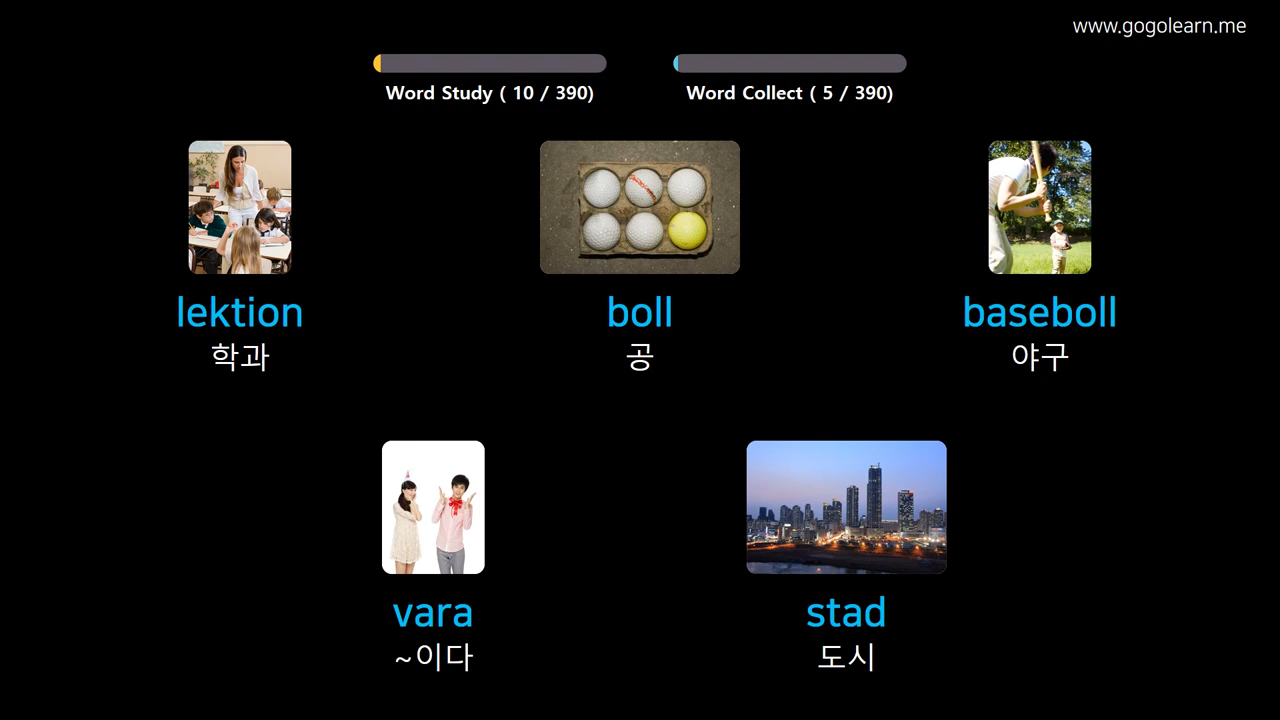 www.gogolearn.me
Word Study ( 10 / 390)
Word Collect ( 5 / 390)
lektion
학과
boll
공
baseboll
야구
vara
~이다
stad
도시